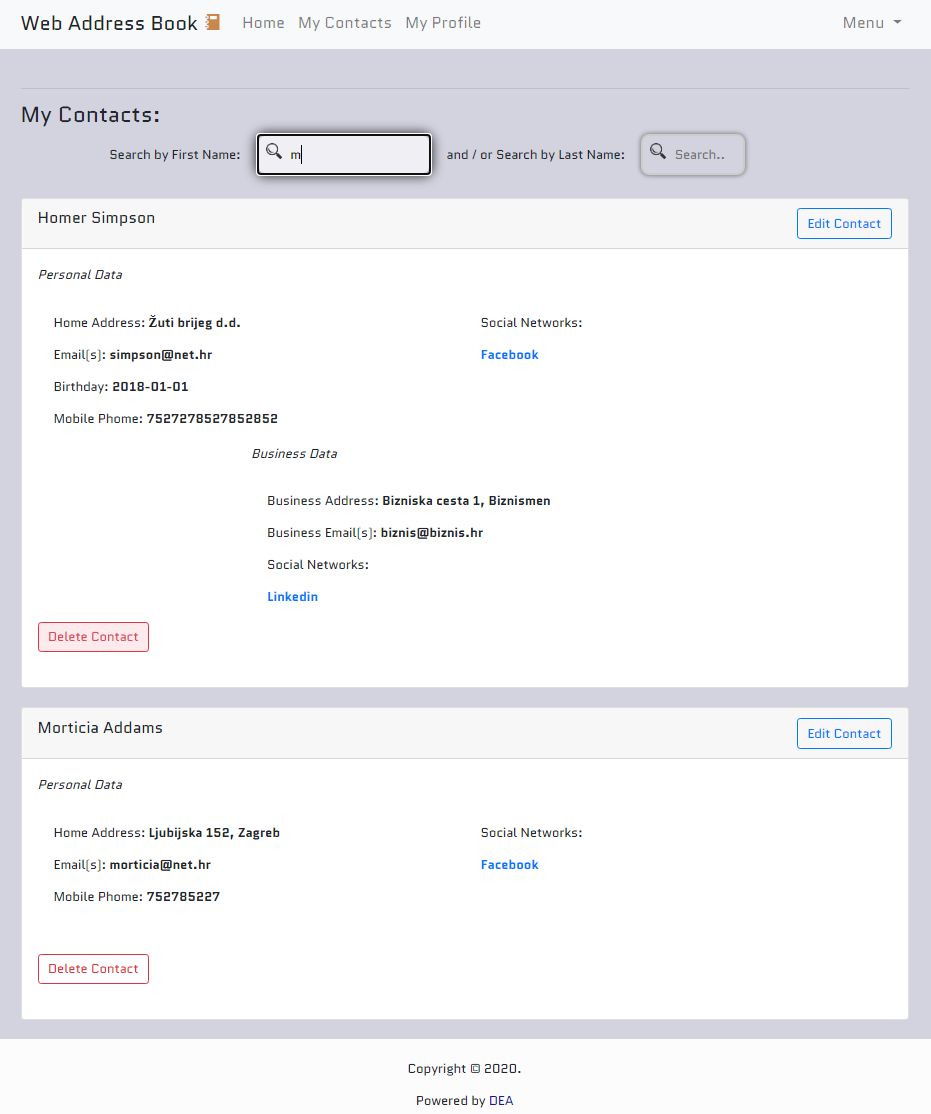 Web Address Book Home My Contacts My Profile Menu
My Contacts:
Search by First Name: m and / or Search by Last Name: Search..
Homer Simpson Edit Contact
Personal Data
Home Address: Žuti brijeg d.d. Social Networks:
Email(s): simpson@net.hr Facebook
Birthday: 2018-01-01
Mobile Phome: 7527278527852852
Business Data
Business Address: Bizniska cesta 1, Biznismen
Business Email(s): biznis@biznis.hr
Social Networks:
Linkedin
Delete Contact
Morticia Addams Edit Contact
Personal Data
Home Address: Ljubijska 152, Zagreb Social Networks:
Email(s): morticia@net.hr Facebook
Mobile Phome: 752785227
Delete Contact
Copyright © 2020.
Powered by DEA